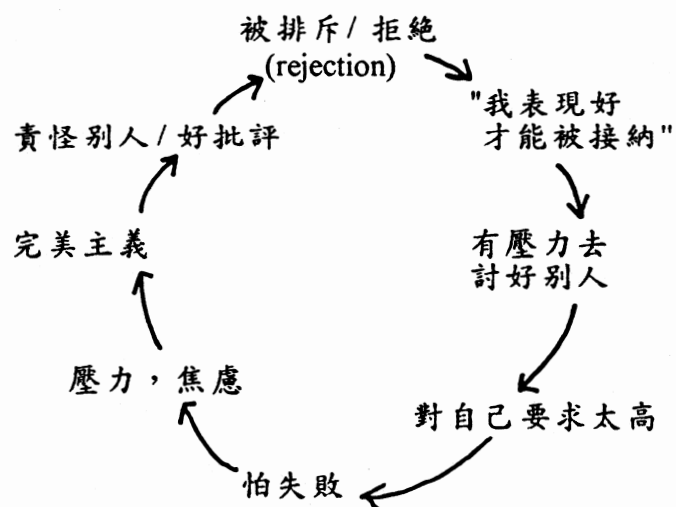 被排斥/ 拒絶
(rejection)
"我表現好
才能被接納"
有壓力去
討好別人
對自己要求太高
怕失敗
壓力，焦慮
完美主義
責怪別人/好批評